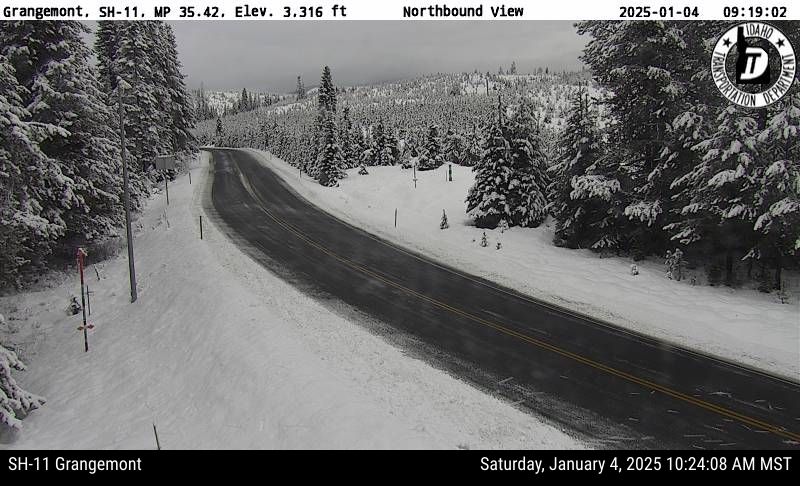 Grangemont, SH-11, MP 35.42, Elev. 3,316 ft Northbound View 2025-01-04 09:19:02
IDAHO
TRANSPORTATION DEPARTMENT
SH-11 Grangemont Saturday, January 4, 2025 10:24:08 AM MST